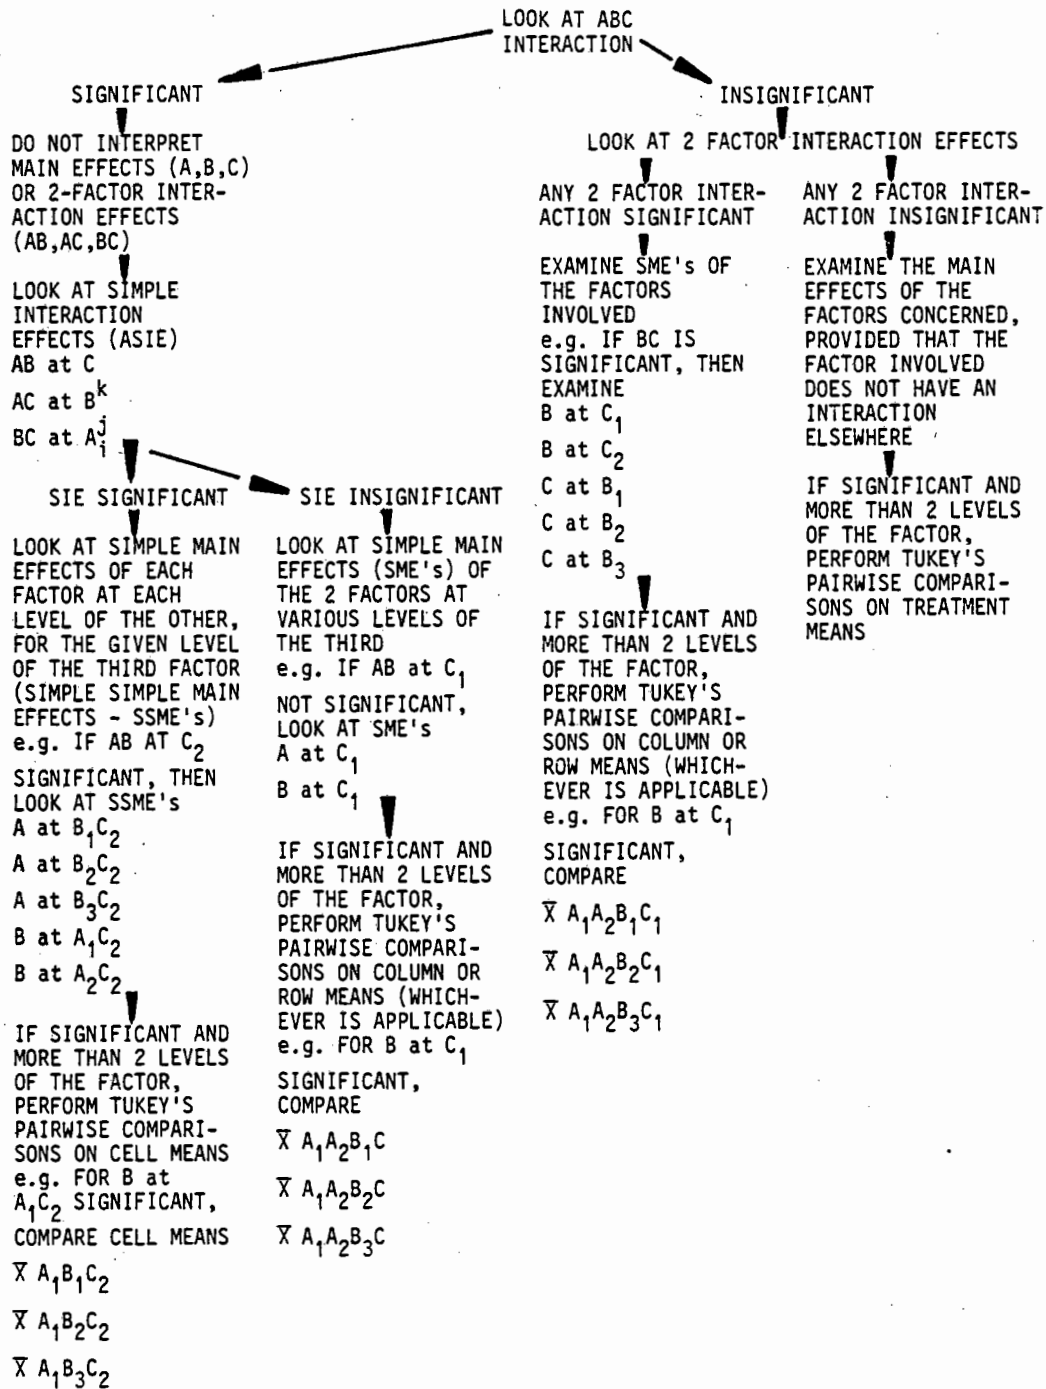 LOOK AT ABC
INTERACTION
SIGNIFICANT
DO NOT INTERPRET
MAIN EFFECTS (A,B,C)
OR 2-FACTOR INTER-
ACTION EFFECTS
(AB,AC,BC)
LOOK AT SIMPLE
INTERACTION
EFFECTS (ASIE)
AB at C
AC at Bk
BC at Aji
SIE SIGNIFICANT
LOOK AT SIMPLE MAIN
EFFECTS OF EACH
FACTOR AT EACH
LEVEL OF THE OTHER,
FOR THE GIVEN LEVEL
OF THE THIRD FACTOR
(SIMPLE SIMPLE MAIN
EFFECTS - SSME's)
e.g. IF AB AT C₂
SIGNIFICANT, THEN
LOOK AT SSME's
A at B₁C₂
A at B₂C₂
A at B₃C₂
B at A₁C₂
B at A₂C₂
IF SIGNIFICANT AND
MORE THAN 2 LEVELS
OF THE FACTOR,
PERFORM TUKEY'S
PAIRWISE COMPARI-
SONS ON CELL MEANS
e.g. FOR B at
A₁C₂ SIGNIFICANT,
COMPARE CELL MEANS
X̅ A₁B₁C₂
X̅ A₁B₂C₂
X̅ A₁B₃C₂
SIE INSIGNIFICANT
LOOK AT SIMPLE MAIN
EFFECTS (SME's) OF
THE 2 FACTORS AT
VARIOUS LEVELS OF
THE THIRD
e.g. IF AB at C₁
NOT SIGNIFICANT,
LOOK AT SME's
A at C₁
B at C₁
IF SIGNIFICANT AND
MORE THAN 2 LEVELS
OF THE FACTOR,
PERFORM TUKEY'S
PAIRWISE COMPARI-
SONS ON COLUMN OR
ROW MEANS (WHICH-
EVER IS APPLICABLE)
e.g. FOR B at C₁
SIGNIFICANT,
COMPARE
X̅ A₁A₂B₁C
X̅ A₁A₂B₂C
X̅ A₁A₂B₃C
INSIGNIFICANT
LOOK AT 2 FACTOR INTERACTION EFFECTS
ANY 2 FACTOR INTER-
ACTION SIGNIFICANT
EXAMINE SME's OF
THE FACTORS
INVOLVED
e.g. IF BC IS
SIGNIFICANT, THEN
EXAMINE
B at C₁
B at C₂
C at B₁
C at B₂
C at B₃
IF SIGNIFICANT AND
MORE THAN 2 LEVELS
OF THE FACTOR,
PERFORM TUKEY'S
PAIRWISE COMPARI-
SONS ON COLUMN OR
ROW MEANS (WHICH-
EVER IS APPLICABLE)
e.g. FOR B at C₁
SIGNIFICANT,
COMPARE
X̅ A₁A₂B₁C₁
X̅ A₁A₂B₂C₁
X̅ A₁A₂B₃C₁
ANY 2 FACTOR INTER-
ACTION INSIGNIFICANT
EXAMINE THE MAIN
EFFECTS OF THE
FACTORS CONCERNED,
PROVIDED THAT THE
FACTOR INVOLVED
DOES NOT HAVE AN
INTERACTION
ELSEWHERE
IF SIGNIFICANT AND
MORE THAN 2 LEVELS
OF THE FACTOR,
PERFORM TUKEY'S
PAIRWISE COMPARI-
SONS ON TREATMENT
MEANS